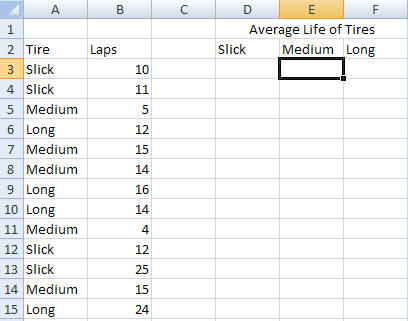 A B C D E F
1 Average Life of Tires
2 Tire Laps Slick Medium Long
3 Slick 10
4 Slick 11
5 Medium 5
6 Long 12
7 Medium 15
8 Medium 14
9 Long 16
10 Long 14
11 Medium 4
12 Slick 12
13 Slick 25
14 Medium 15
15 Long 24